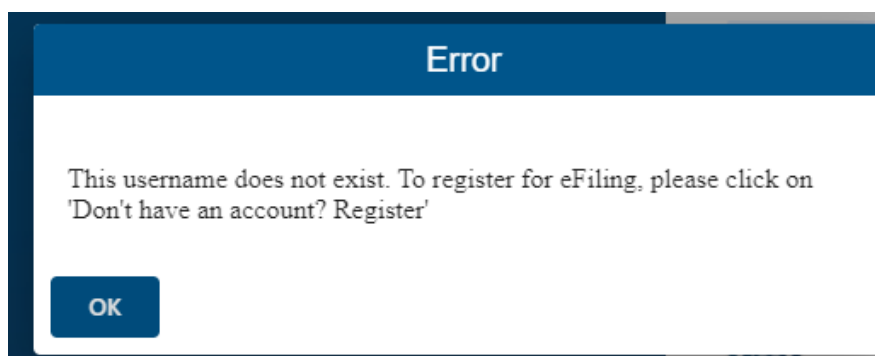 Error
This username does not exist. To register for eFiling, please click on
'Don't have an account? Register'
OK